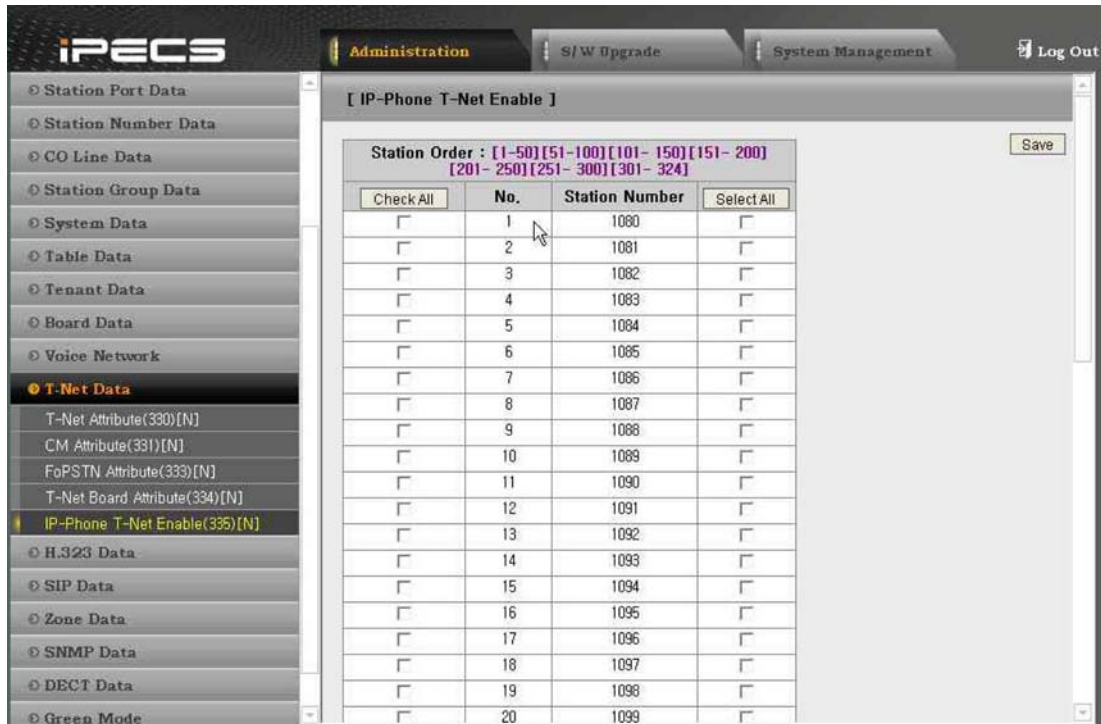 iPECS
Administration
S/W Upgrade
System Management
Log Out
Station Port Data
Station Number Data
CO Line Data
Station Group Data
System Data
Table Data
Tenant Data
Board Data
Voice Network
T-Net Data
T-Net Attribute(330)[N]
CM Attribute(331)[N]
FoPSTN Attribute(333)[N]
T-Net Board Attribute(334)[N]
IP-Phone T-Net Enable(335)[N]
H.323 Data
SIP Data
Zone Data
SNMP Data
DECT Data
Green Mode
[ IP-Phone T-Net Enable ]
Save
Station Order : [1-50][51-100][101- 150][151- 200]
[201- 250][251- 300][301- 324]
Check All No. Station Number Select All
1 1080
2 1081
3 1082
4 1083
5 1084
6 1085
7 1086
8 1087
9 1088
10 1089
11 1090
12 1091
13 1092
14 1093
15 1094
16 1095
17 1096
18 1097
19 1098
20 1099